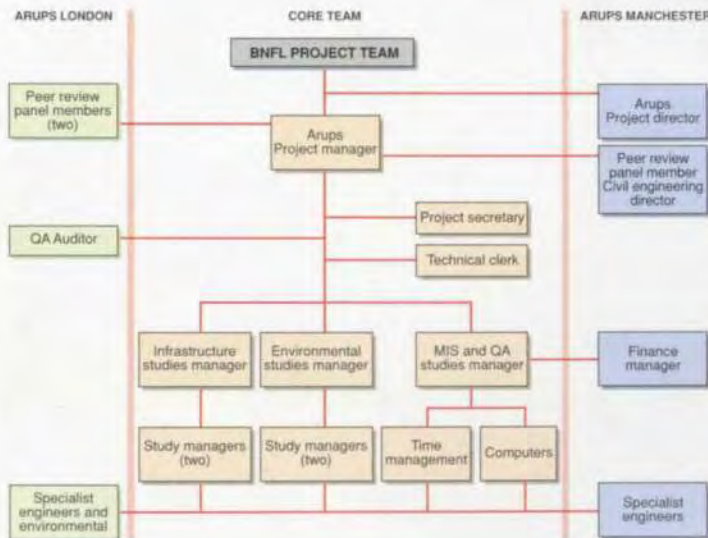 ARUPS LONDON
CORE TEAM
ARUPS MANCHESTER
BNFL PROJECT TEAM
Peer review
panel members
(two)
Arups
Project manager
Arups
Project director
Peer review
panel member
Civil engineering
director
Project secretary
QA Auditor
Technical clerk
Infrastructure
studies manager
Environmental
studies manager
MIS and QA
studies manager
Finance
manager
Study managers
(two)
Study managers
(two)
Time
management
Computers
Specialist
engineers and
environmental
Specialist
engineers